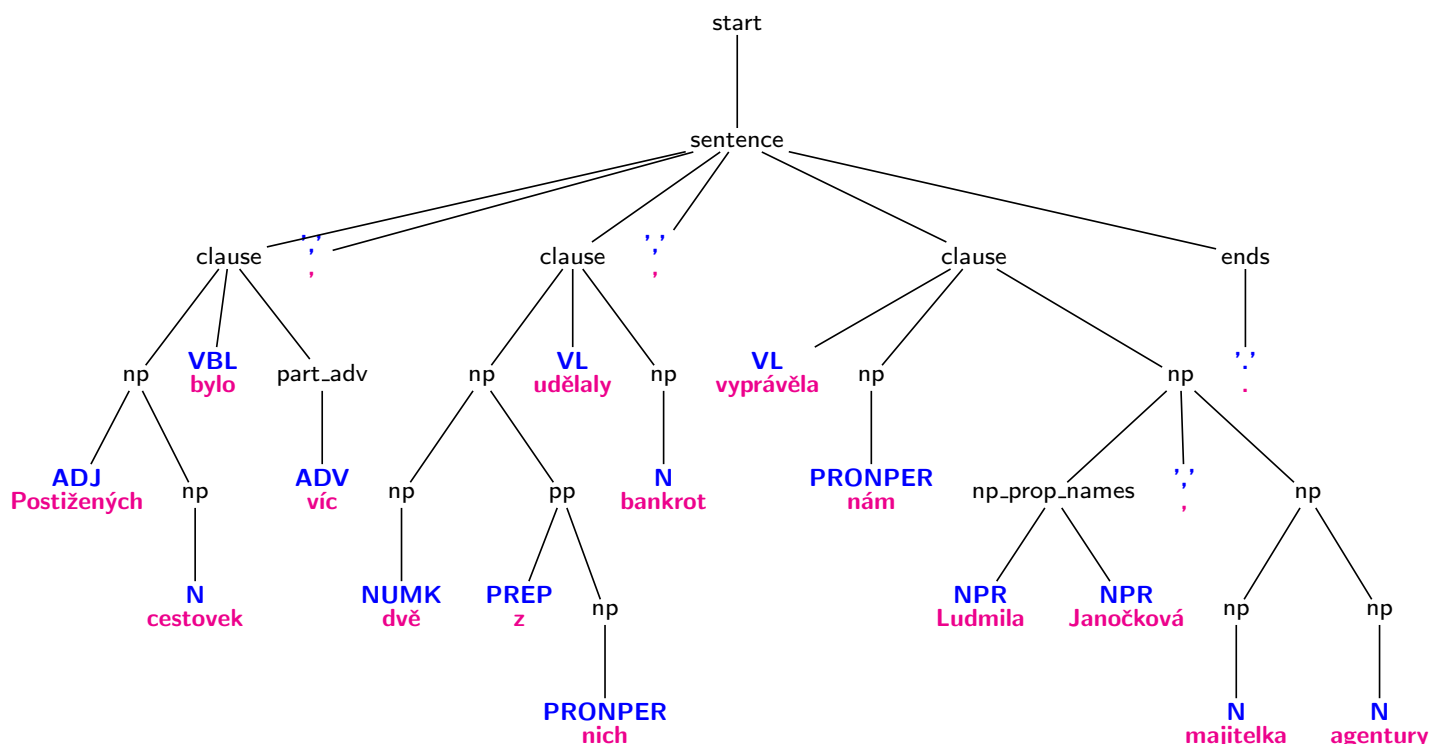 start
sentence
clause ',' clause ',' clause ends
, ,
np VBL part_adv np VL np VL np np '.'
bylo udělaly vyprávěla .
ADJ np ADV np pp N PRONPER np_prop_names ',' np
Postižených víc bankrot nám ,
N NUMK PREP np NPR NPR np np
cestovek dvě z Ludmila Janočková
PRONPER N N
nich majitelka agentury